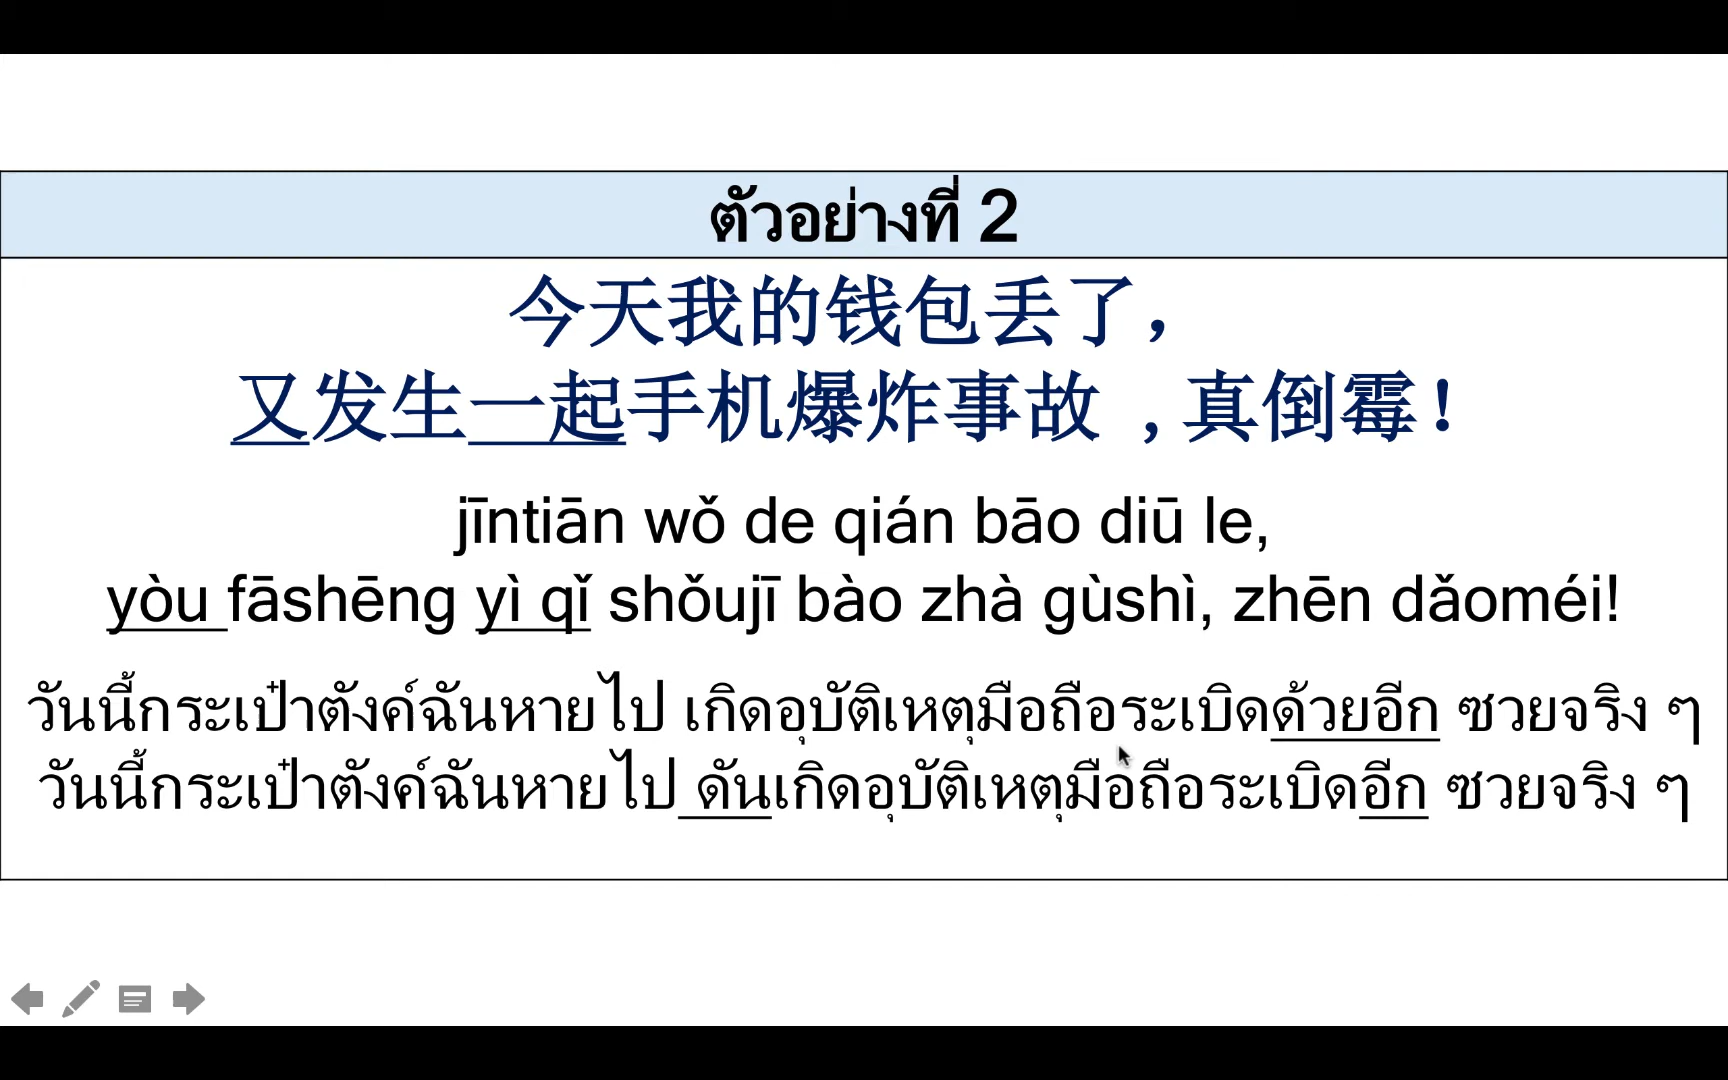 ตัวอย่างที่ 2
今天我的钱包丢了，
又发生一起手机爆炸事故 ,真倒霉！
jīntiān wǒ de qián bāo diū le,
yòu fāshēng yì qǐ shǒujī bào zhà gùshì, zhēn dǎoméi!
วันนี้กระเป๋าตังค์ฉันหายไป เกิดอุบัติเหตุมือถือระเบิดด้วยอีก ซวยจริง ๆ
วันนี้กระเป๋าตังค์ฉันหายไป ดันเกิดอุบัติเหตุมือถือระเบิดอีก ซวยจริง ๆ